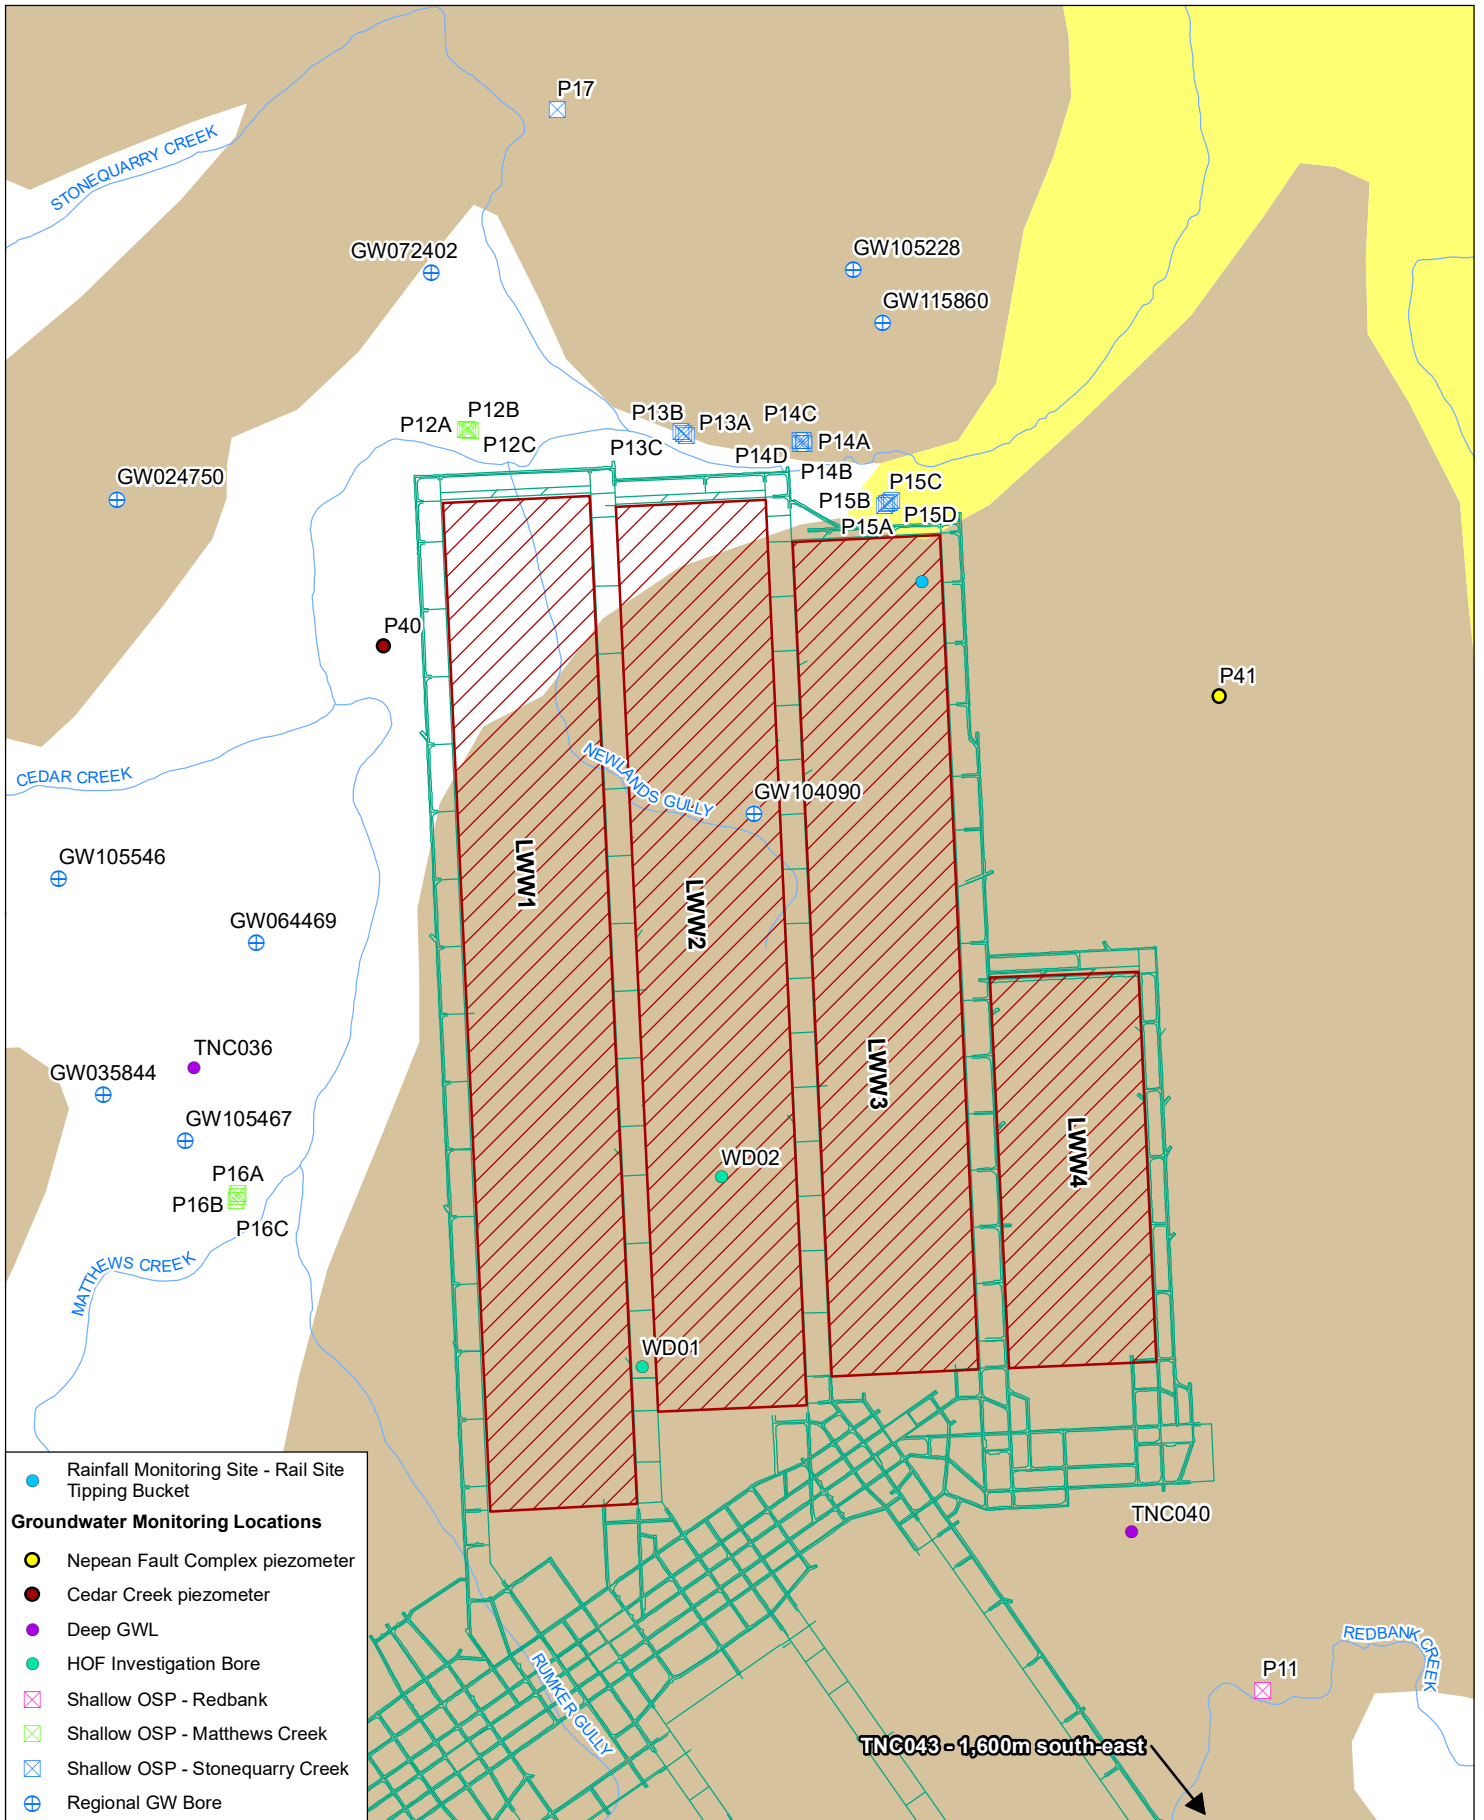 P17
STONEQUARRY CREEK
GW072402
GW105228
GW115860
P12B
P12A
P12C
P13B
P13A
P13C
P14C
P14A
P14D
P14B
GW024750
P15C
P15B
P15D
P15A
P40
P41
CEDAR CREEK
NEWLANDS GULLY
GW104090
GW105546
LWW1
LWW2
GW064469
TNC036
GW035844
LWW3
GW105467
LWW4
WD02
P16A
P16B
P16C
MATTHEWS CREEK
WD01
Rainfall Monitoring Site - Rail Site
Tipping Bucket
Groundwater Monitoring Locations
Nepean Fault Complex piezometer
Cedar Creek piezometer
Deep GWL
HOF Investigation Bore
Shallow OSP - Redbank
Shallow OSP - Matthews Creek
Shallow OSP - Stonequarry Creek
Regional GW Bore
TNC040
REDBANK CREEK
P11
RUMKER GULLY
TNC043 - 1,600m south-east